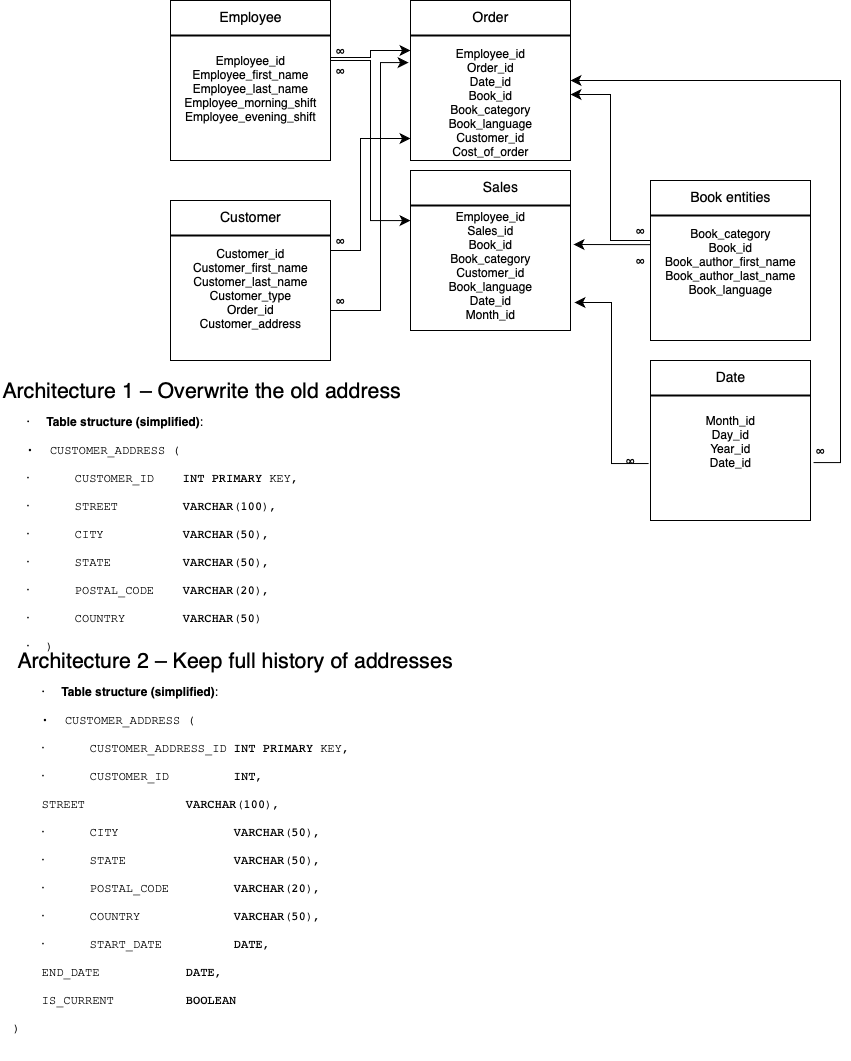 Employee
Employee_id
Employee_first_name
Employee_last_name
Employee_morning_shift
Employee_evening_shift
∞
∞
Order
Employee_id
Order_id
Date_id
Book_id
Book_category
Book_language
Customer_id
Cost_of_order
Customer
Customer_id
Customer_first_name
Customer_last_name
Customer_type
Order_id
Customer_address
∞
∞
Sales
Employee_id
Sales_id
Book_id
Book_category
Customer_id
Book_language
Date_id
Month_id
Book entities
Book_category
Book_id
Book_author_first_name
Book_author_last_name
Book_language
∞
∞
Date
Month_id
Day_id
Year_id
Date_id
∞
∞
Architecture 1 – Overwrite the old address
· Table structure (simplified):
· CUSTOMER_ADDRESS (
· CUSTOMER_ID INT PRIMARY KEY,
· STREET VARCHAR(100),
· CITY VARCHAR(50),
· STATE VARCHAR(50),
· POSTAL_CODE VARCHAR(20),
· COUNTRY VARCHAR(50)
· )
Architecture 2 – Keep full history of addresses
· Table structure (simplified):
· CUSTOMER_ADDRESS (
· CUSTOMER_ADDRESS_ID INT PRIMARY KEY,
· CUSTOMER_ID INT,
STREET VARCHAR(100),
· CITY VARCHAR(50),
· STATE VARCHAR(50),
· POSTAL_CODE VARCHAR(20),
· COUNTRY VARCHAR(50),
· START_DATE DATE,
END_DATE DATE,
IS_CURRENT BOOLEAN
)